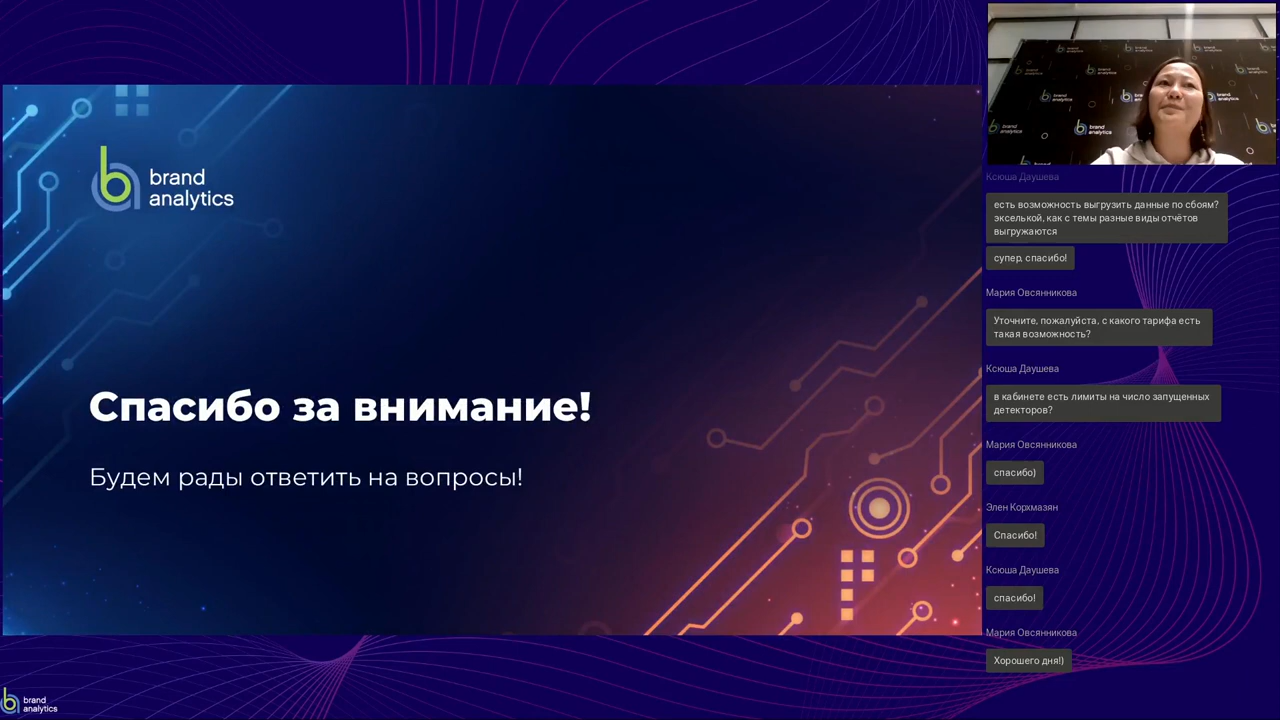 brand
analytics
Спасибо за внимание!
Будем рады ответить на вопросы!
brand
analytics
brand
analytics
Ксюша Даушева
есть возможность выгрузить данные по сбоям?
экселькой, как с темы разные виды отчётов
выгружаются
супер, спасибо!
Мария Овсянникова
Уточните, пожалуйста, с какого тарифа есть
такая возможность?
Ксюша Даушева
в кабинете есть лимиты на число запущенных
детекторов?
Мария Овсянникова
спасибо)
Элен Корхмазян
Спасибо!
Ксюша Даушева
спасибо!
Мария Овсянникова
Хорошего дня!)